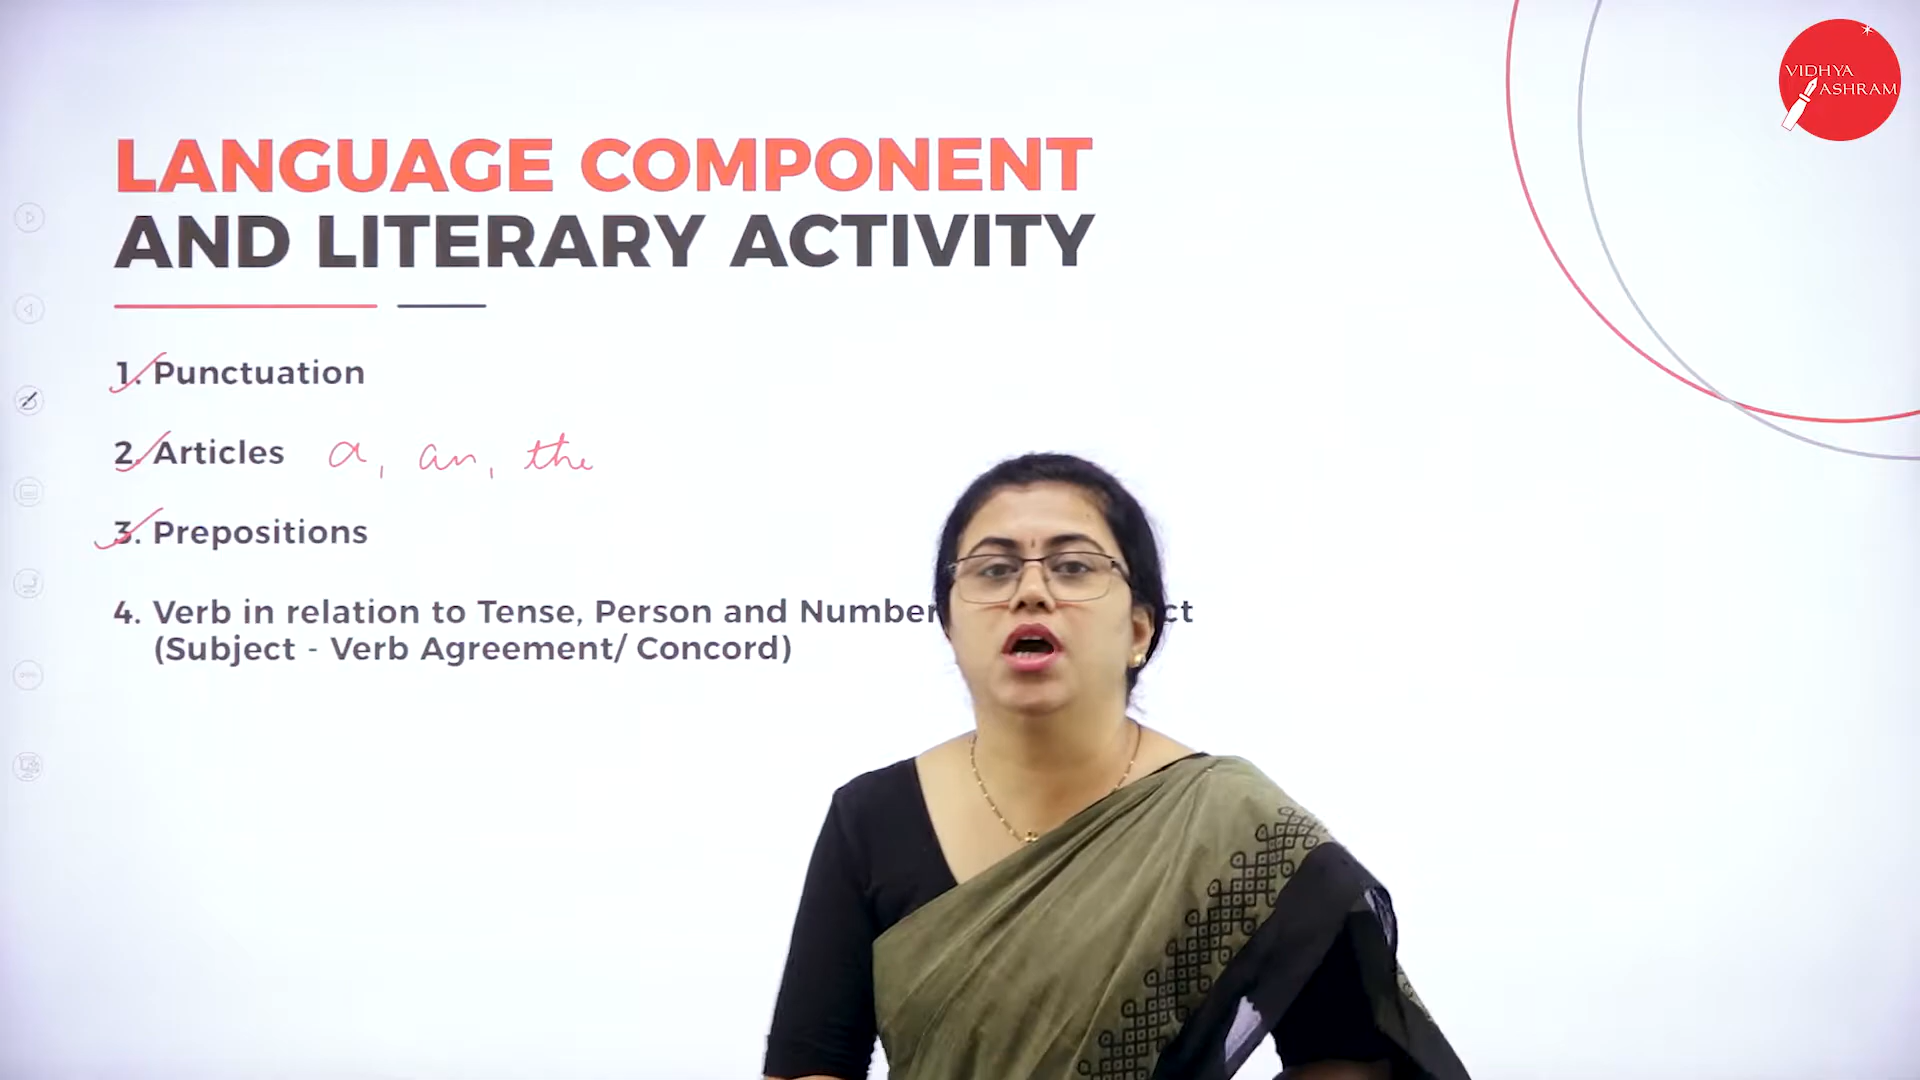 VIDHYA
ASHRAM
LANGUAGE COMPONENT
AND LITERARY ACTIVITY
1. Punctuation
2. Articles a, an, the
3. Prepositions
4. Verb in relation to Tense, Person and Number
(Subject - Verb Agreement/ Concord)